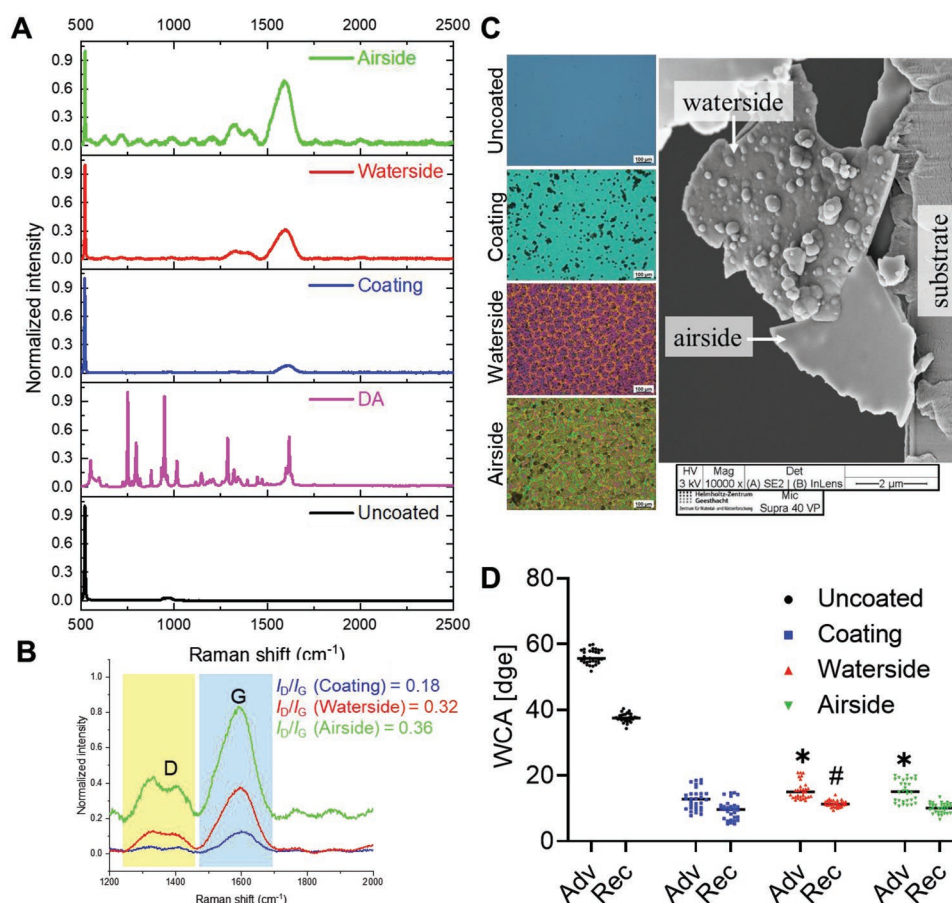 A
500 1000 1500 2000 2500
0.9
0.6
0.3
0.0
Airside
0.9
0.6
0.3
0.0
Waterside
0.9
0.6
0.3
0.0
Coating
0.9
0.6
0.3
0.0
DA
0.9
0.6
0.3
0.0
Uncoated
500 1000 1500 2000 2500
Normalized intensity
Raman shift (cm⁻¹)
B
1.0
0.8
0.6
0.4
0.2
0.0
Normalized intensity
D
G
I_D/I_G (Coating) = 0.18
I_D/I_G (Waterside) = 0.32
I_D/I_G (Airside) = 0.36
1200 1400 1600 1800 2000
Raman shift (cm⁻¹)
C
Uncoated
100 µm
Coating
100 µm
Waterside
100 µm
Airside
100 µm
waterside
airside
substrate
HV Mag Det
3 kV 10000 x (A) SE2 | (B) InLens
2 µm
Helmholtz-Zentrum
Geesthacht
Mic
Supra 40 VP
D
80
60
40
20
0
WCA [dge]
Uncoated
Coating
Waterside
Airside
* # *
Adv Rec Adv Rec Adv Rec Adv Rec